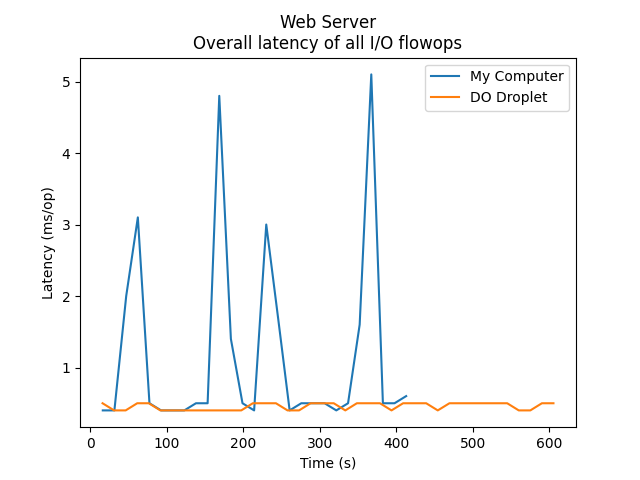 Web Server
Overall latency of all I/O flowops
My Computer
DO Droplet
5
4
3
2
1
Latency (ms/op)
0 100 200 300 400 500 600
Time (s)